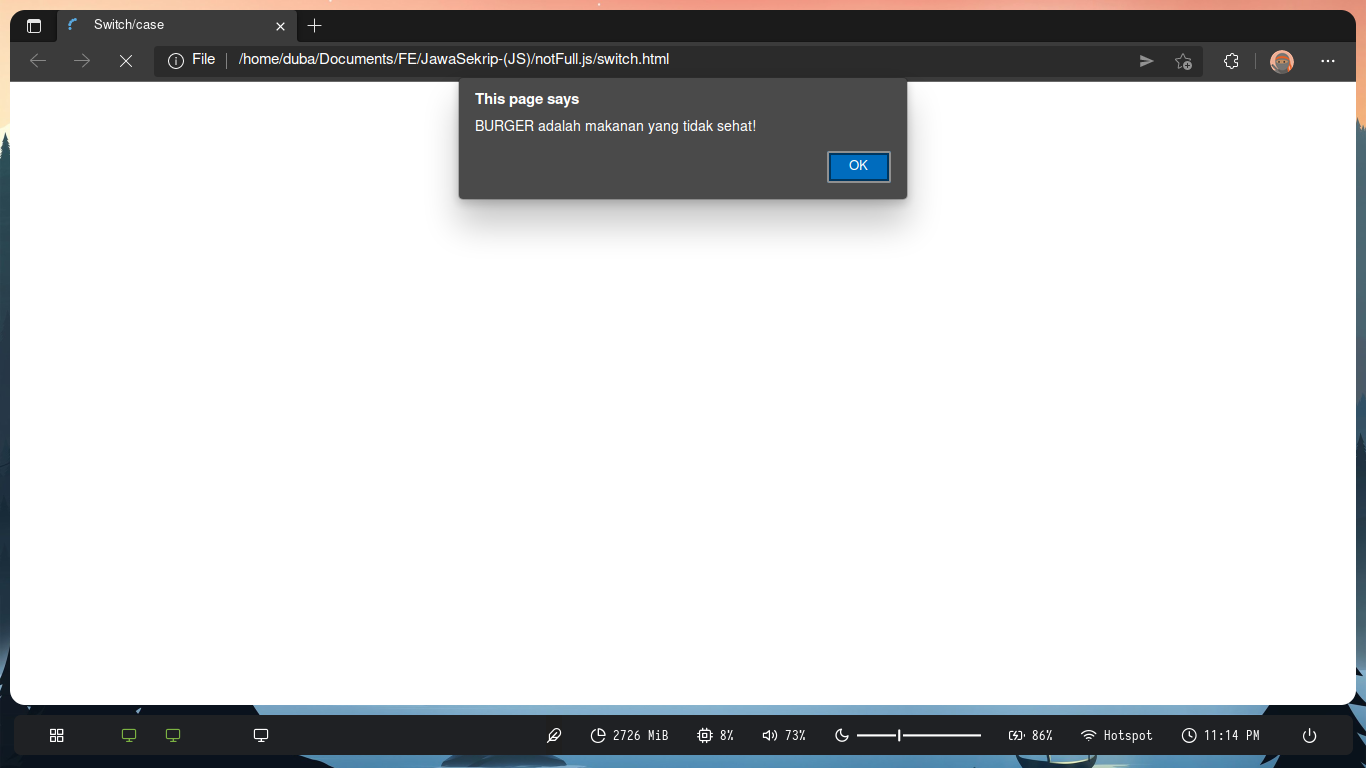 Switch/case
File /home/duba/Documents/FE/JawaSekrip-(JS)/notFull.js/switch.html
This page says
BURGER adalah makanan yang tidak sehat!
OK
2726 MiB 8% 73% 86% Hotspot 11:14 PM